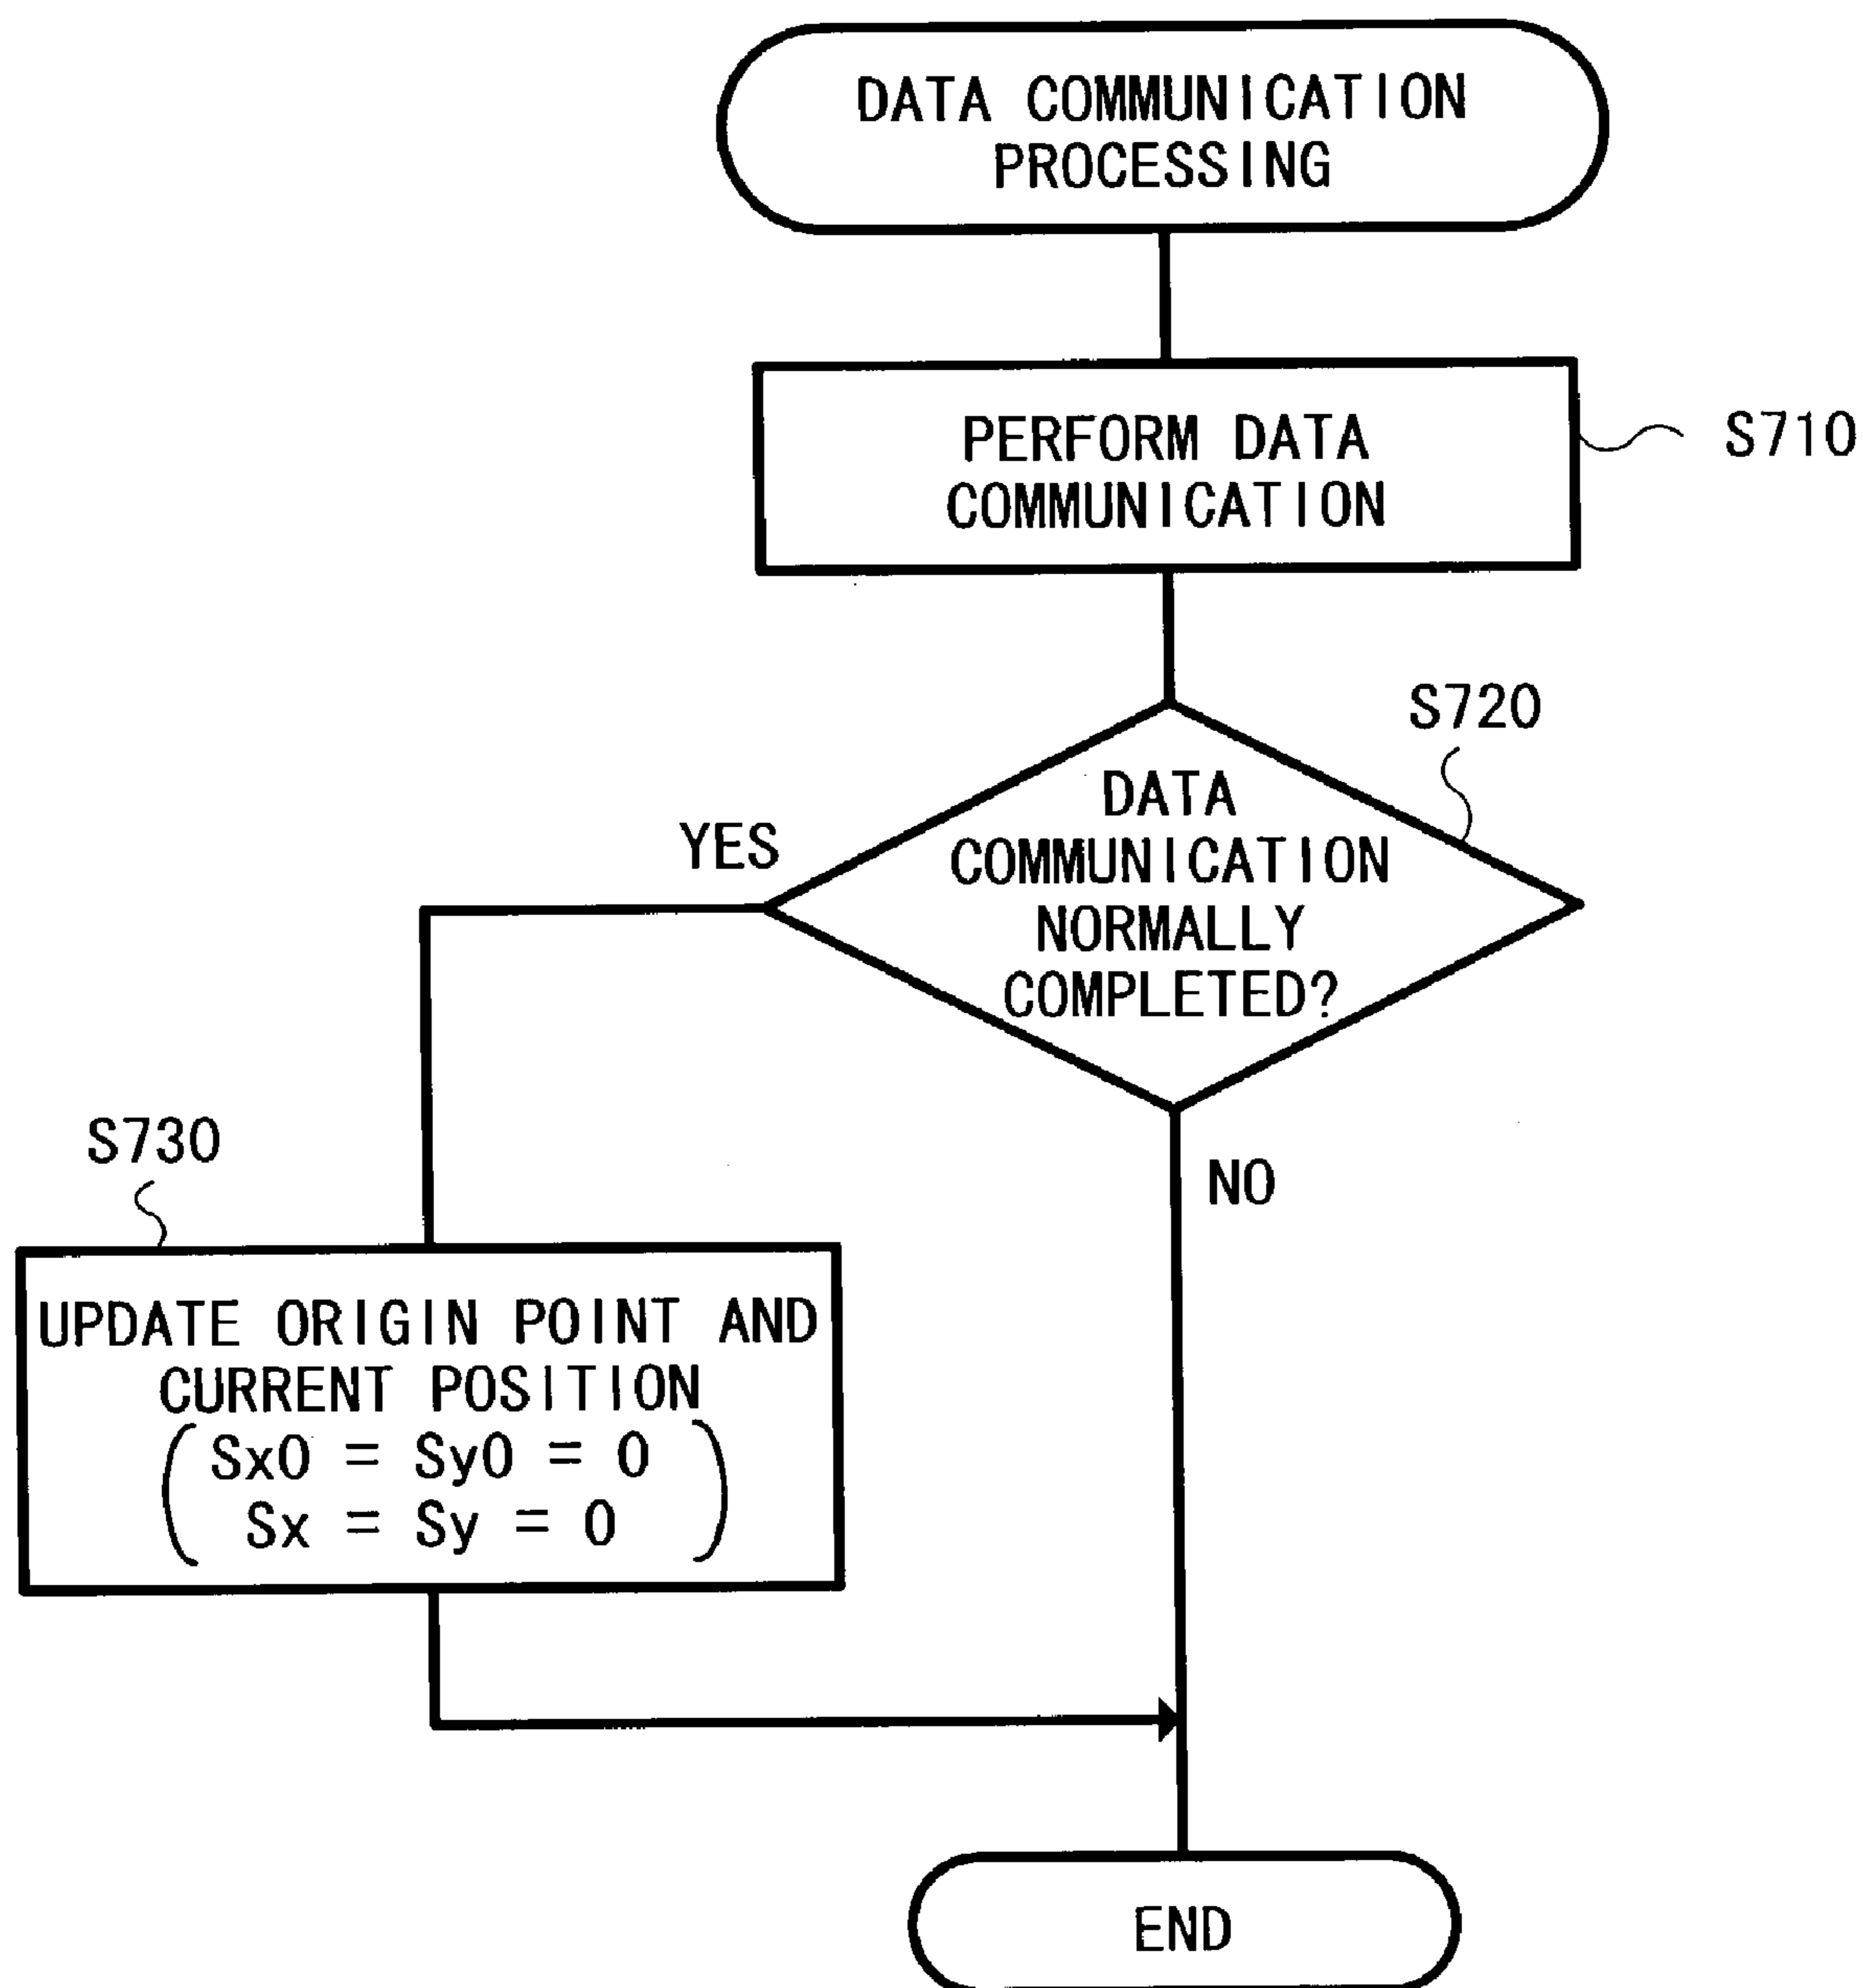 DATA COMMUNICATION
PROCESSING
PERFORM DATA
COMMUNICATION
S710
S720
DATA
COMMUNICATION
NORMALLY
COMPLETED?
YES
NO
S730
UPDATE ORIGIN POINT AND
CURRENT POSITION
( Sx0 = Sy0 = 0
Sx = Sy = 0 )
END